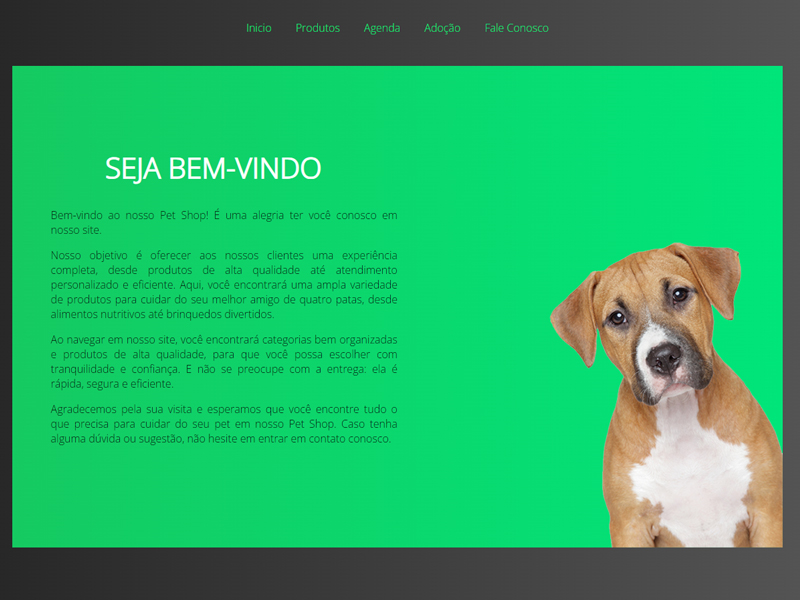 Inicio Produtos Agenda Adoção Fale Conosco
SEJA BEM-VINDO
Bem-vindo ao nosso Pet Shop! É uma alegria ter você conosco em
nosso site.
Nosso objetivo é oferecer aos nossos clientes uma experiência
completa, desde produtos de alta qualidade até atendimento
personalizado e eficiente. Aqui, você encontrará uma ampla variedade
de produtos para cuidar do seu melhor amigo de quatro patas, desde
alimentos nutritivos até brinquedos divertidos.
Ao navegar em nosso site, você encontrará categorias bem organizadas
e produtos de alta qualidade, para que você possa escolher com
tranquilidade e confiança. E não se preocupe com a entrega: ela é
rápida, segura e eficiente.
Agradecemos pela sua visita e esperamos que você encontre tudo o
que precisa para cuidar do seu pet em nosso Pet Shop. Caso tenha
alguma dúvida ou sugestão, não hesite em entrar em contato conosco.